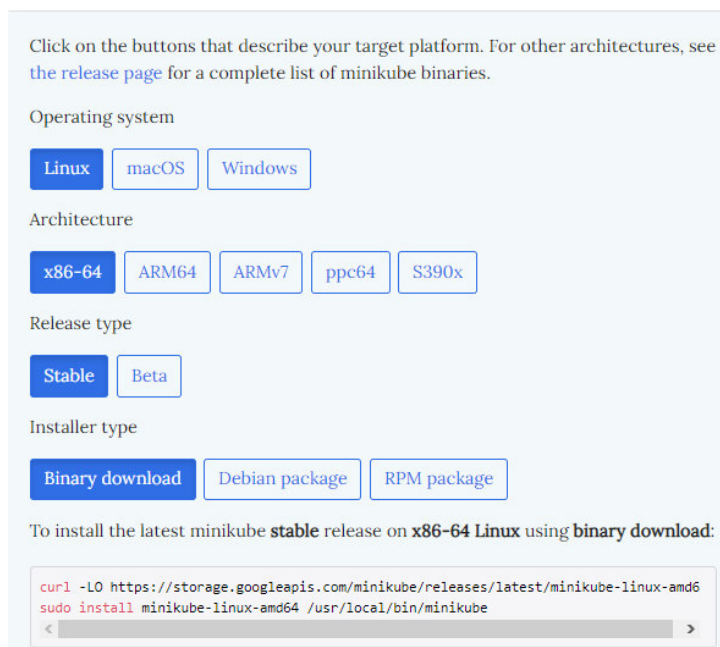 Click on the buttons that describe your target platform. For other architectures, see
the release page for a complete list of minikube binaries.
Operating system
Linux macOS Windows
Architecture
x86-64 ARM64 ARMv7 ppc64 S390x
Release type
Stable Beta
Installer type
Binary download Debian package RPM package
To install the latest minikube stable release on x86-64 Linux using binary download:
curl -LO https://storage.googleapis.com/minikube/releases/latest/minikube-linux-amd6
sudo install minikube-linux-amd64 /usr/local/bin/minikube